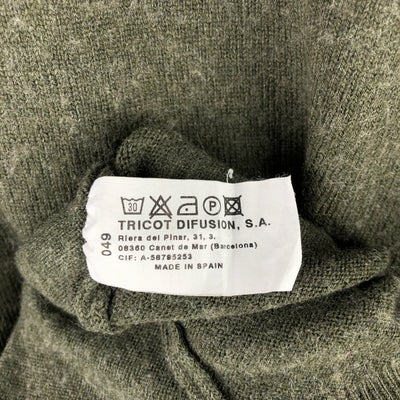 30 P
TRICOT DIFUSION, S.A.
Riera del Pinar, 31, 3.
08360 Canet de Mar (Barcelona)
CIF: A-58785253
MADE IN SPAIN
049